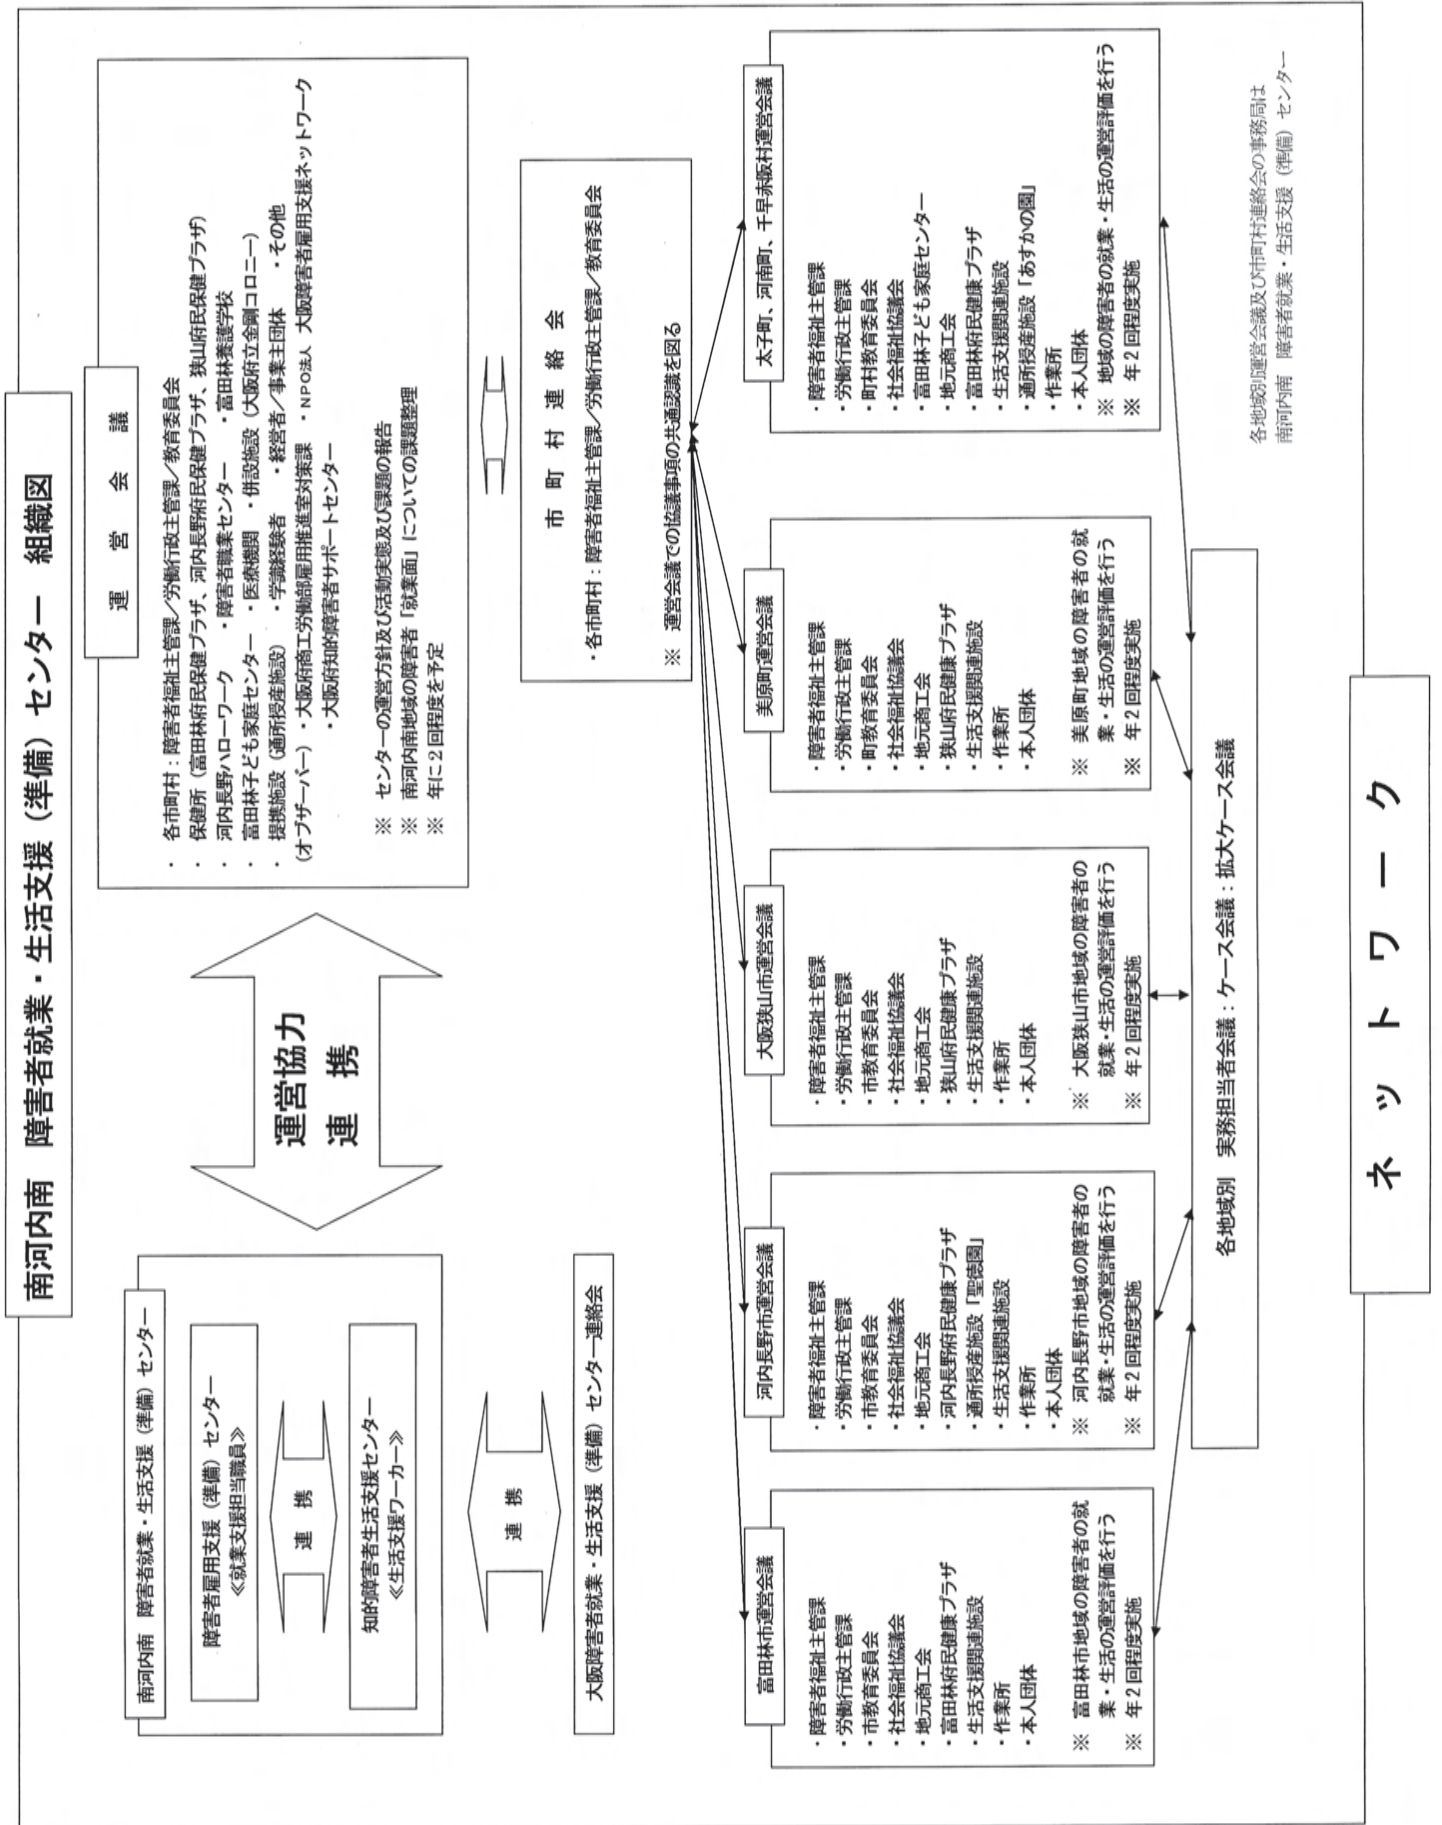 南河内南　障害者就業・生活支援（準備）センター　組織図
南河内南　障害者就業・生活支援（準備）センター
障害者雇用支援（準備）センター
≪就業支援担当職員≫
連　携
知的障害者生活支援センター
≪生活支援ワーカー≫
連　携
大阪障害者就業・生活支援（準備）センター連絡会
運営協力
連　携
運　営　会　議
・ 各市町村：障害者福祉主管課／労働行政主管課／教育委員会
・ 保健所（富田林府民保健プラザ、河内長野府民保健プラザ、狭山府民保健プラザ）
・ 河内長野ハローワーク　・障害者職業センター　・富田林養護学校
・ 富田林子ども家庭センター　・医療機関　・併設施設（大阪府立金剛コロニー）
・ 提携施設（通所授産施設）　・学識経験者　・経営者／事業主団体　・その他
（オブザーバー）・大阪府商工労働部雇用推進室対策課　・NPO法人 大阪障害者雇用支援ネットワーク
・大阪府知的障害者サポートセンター
※　センターの運営方針及び活動実態及び課題の報告
※　南河内南地域の障害者「就業面」についての課題整理
※　年に２回程度を予定
市　町　村　連　絡　会
・各市町村：障害者福祉主管課／労働行政主管課／教育委員会
※　運営会議での協議事項の共通認識を図る
富田林市運営会議
・障害者福祉主管課
・労働行政主管課
・市教育委員会
・社会福祉協議会
・地元商工会
・富田林府民健康プラザ
・生活支援関連施設
・作業所
・本人団体
※　富田林市地域の障害者の就
業・生活の運営評価を行う
※　年２回程度実施
河内長野市運営会議
・障害者福祉主管課
・労働行政主管課
・市教育委員会
・社会福祉協議会
・地元商工会
・河内長野府民健康プラザ
・通所授産施設「聖徳園」
・生活支援関連施設
・作業所
・本人団体
※　河内長野市地域の障害者の
就業・生活の運営評価を行う
※　年２回程度実施
大阪狭山市運営会議
・障害者福祉主管課
・労働行政主管課
・市教育委員会
・社会福祉協議会
・地元商工会
・狭山府民健康プラザ
・生活支援関連施設
・作業所
・本人団体
※　大阪狭山市地域の障害者の
就業・生活の運営評価を行う
※　年２回程度実施
美原町運営会議
・障害者福祉主管課
・労働行政主管課
・町教育委員会
・社会福祉協議会
・地元商工会
・狭山府民健康プラザ
・生活支援関連施設
・作業所
・本人団体
※　美原町地域の障害者の就
業・生活の運営評価を行う
※　年２回程度実施
太子町、河南町、千早赤阪村運営会議
・障害者福祉主管課
・労働行政主管課
・町村教育委員会
・社会福祉協議会
・富田林子ども家庭センター
・地元商工会
・富田林府民健康プラザ
・生活支援関連施設
・通所授産施設「あすかの園」
・作業所
・本人団体
※　地域の障害者の就業・生活の運営評価を行う
※　年２回程度実施
各地域別　実務担当者会議：ケース会議：拡大ケース会議
各地域別運営会議及び市町村連絡会の事務局は
南河内南　障害者就業・生活支援（準備）センター
ネットワーク